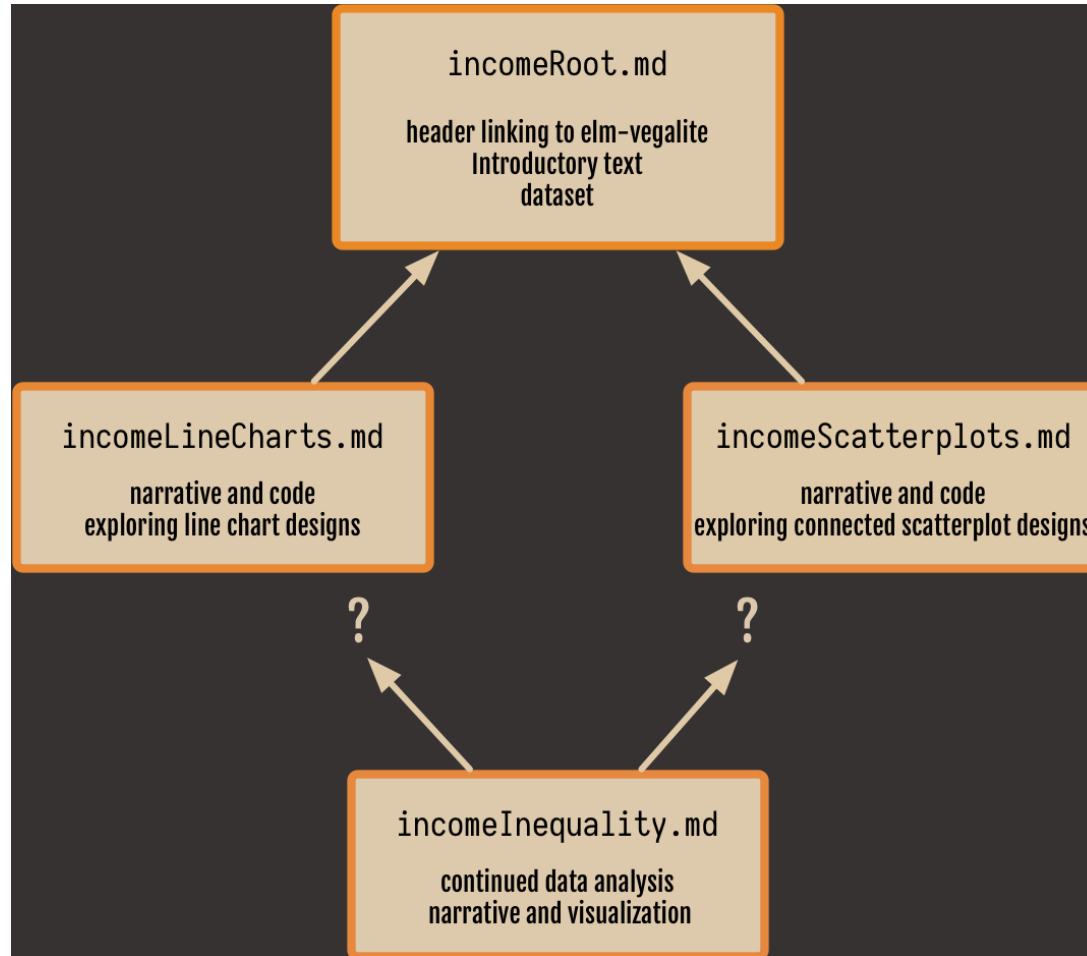 incomeRoot.md
header linking to elm-vegalite
Introductory text
dataset
incomeLineCharts.md
narrative and code
exploring line chart designs
incomeScatterplots.md
narrative and code
exploring connected scatterplot designs
?
?
incomeInequality.md
continued data analysis
narrative and visualization